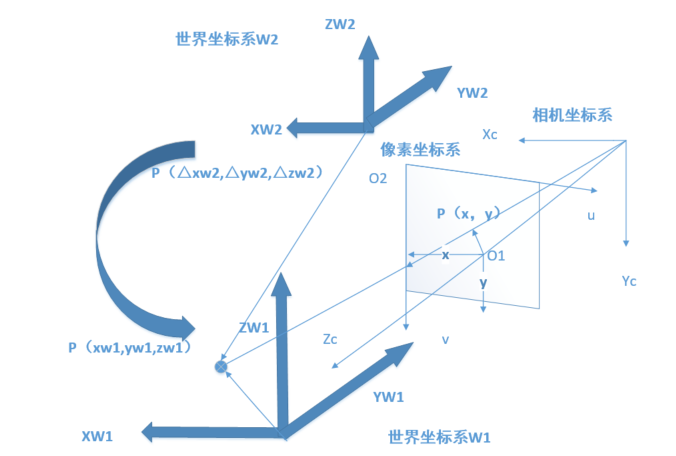 ZW2
世界坐标系W2
YW2
XW2
相机坐标系
Xc
像素坐标系
P（△xw2,△yw2,△zw2）
O2
P（x，y）
u
x
O1
y
Yc
ZW1
Zc
v
P（xw1,yw1,zw1）
YW1
XW1
世界坐标系W1